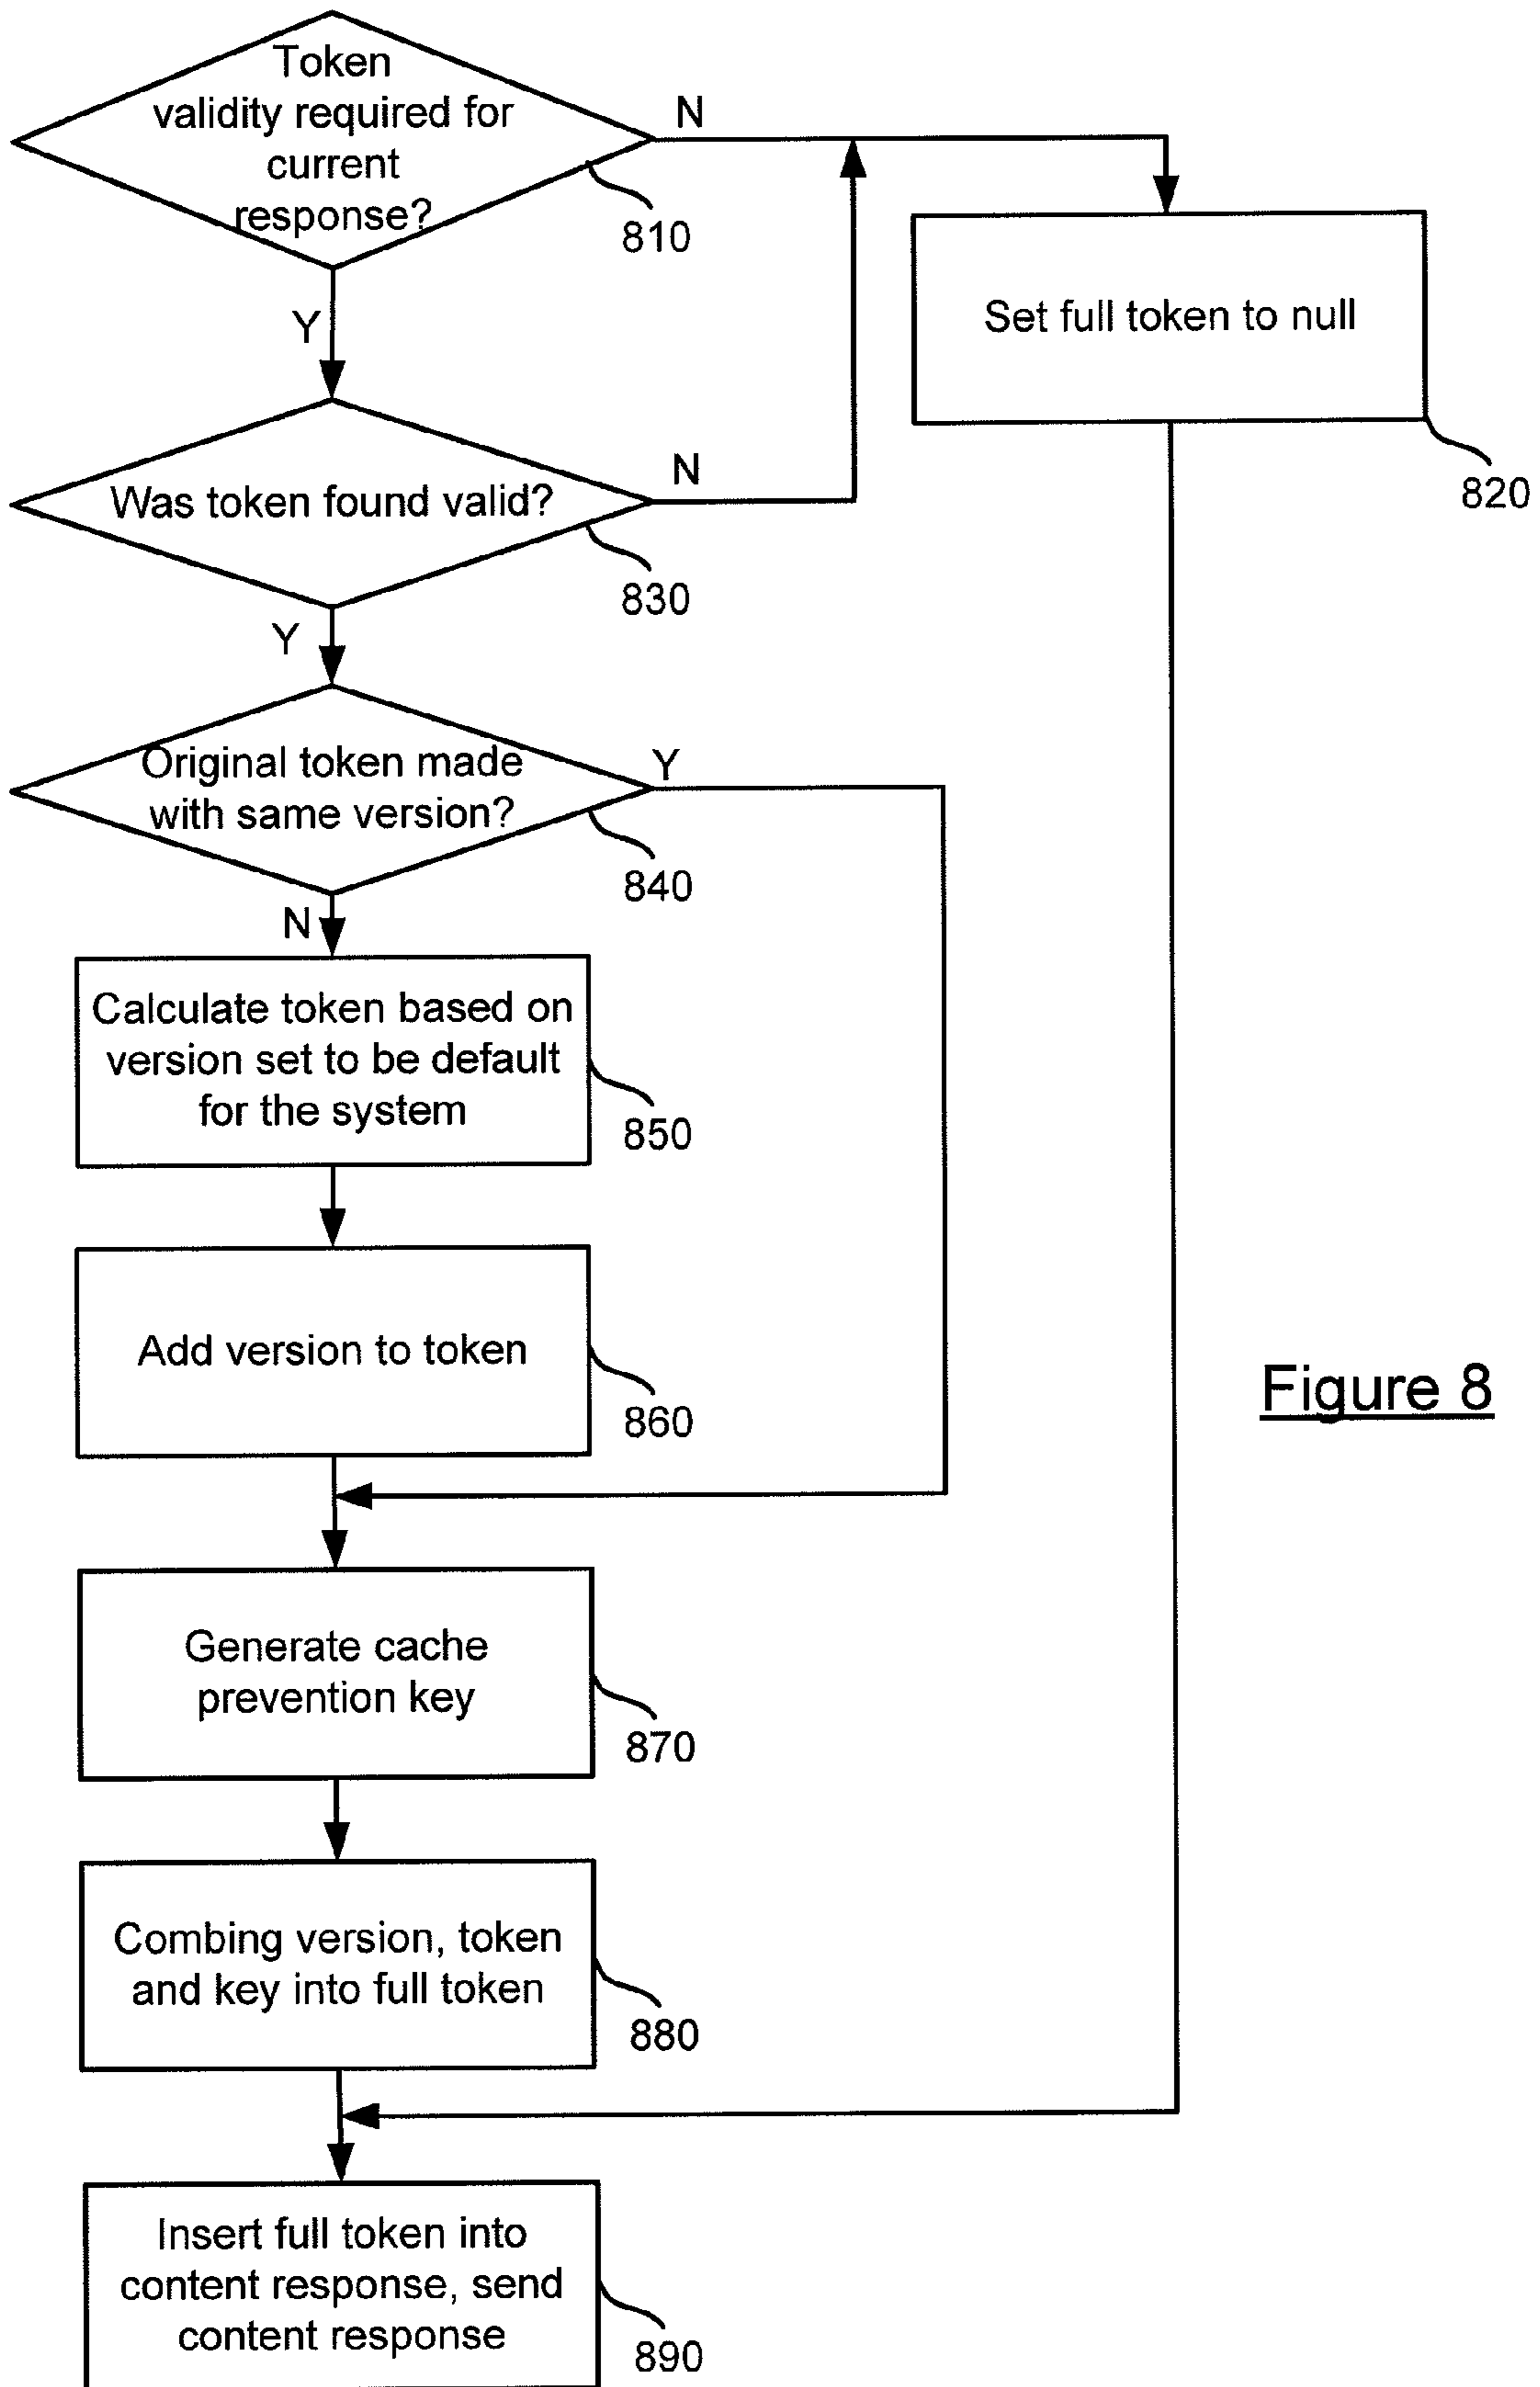 Token
validity required for
current
response?
N
810
Y
Set full token to null
820
Was token found valid?
N
830
Y
Original token made
with same version?
Y
840
N
Calculate token based on
version set to be default
for the system
850
Add version to token
860
Figure 8
Generate cache
prevention key
870
Combing version, token
and key into full token
880
Insert full token into
content response, send
content response
890